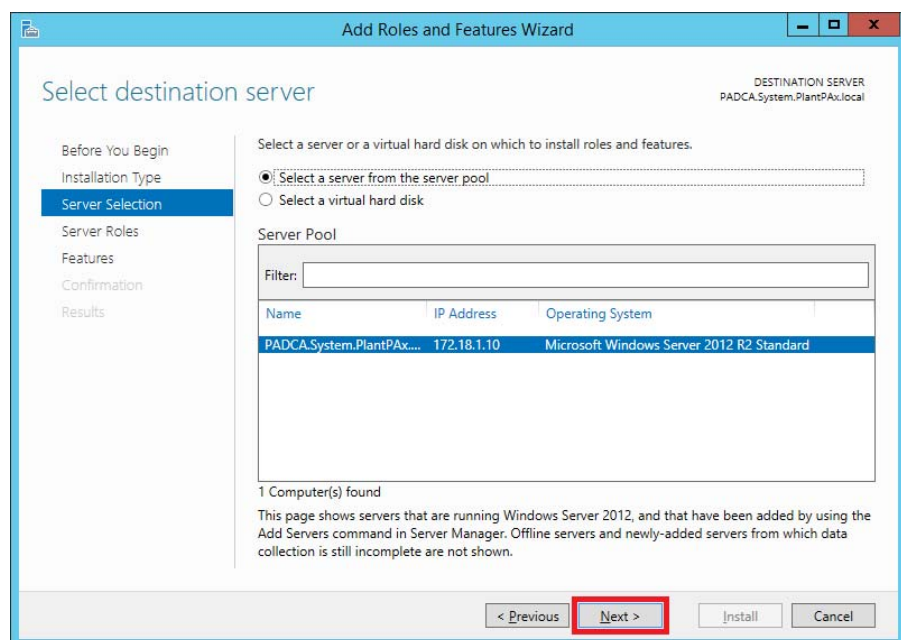 Add Roles and Features Wizard
Select destination server
DESTINATION SERVER
PADCA.System.PlantPAx.local
Before You Begin
Installation Type
Server Selection
Server Roles
Features
Confirmation
Results
Select a server or a virtual hard disk on which to install roles and features.
Select a server from the server pool
Select a virtual hard disk
Server Pool
Filter:
Name IP Address Operating System
PADCA.System.PlantPAx.... 172.18.1.10 Microsoft Windows Server 2012 R2 Standard
1 Computer(s) found
This page shows servers that are running Windows Server 2012, and that have been added by using the
Add Servers command in Server Manager. Offline servers and newly-added servers from which data
collection is still incomplete are not shown.
< Previous Next > Install Cancel